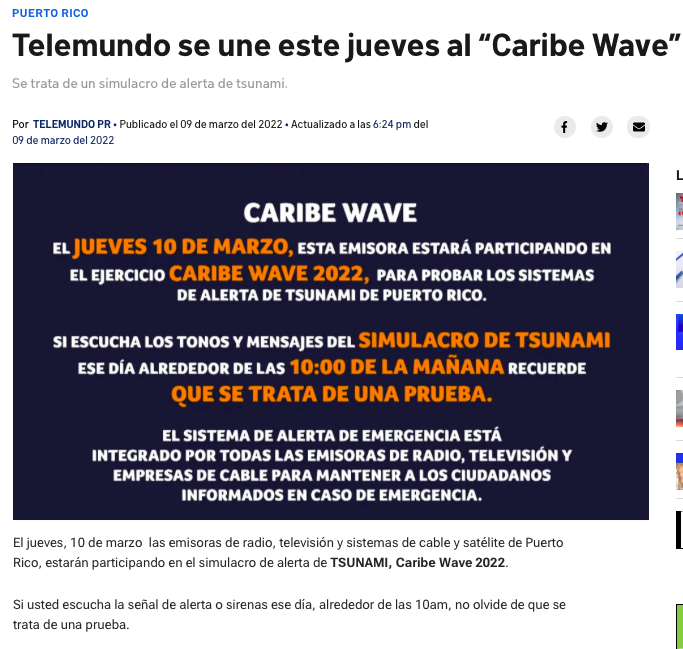 PUERTO RICO
Telemundo se une este jueves al “Caribe Wave”
Se trata de un simulacro de alerta de tsunami.
Por TELEMUNDO PR • Publicado el 09 de marzo del 2022 • Actualizado a las 6:24 pm del
09 de marzo del 2022
CARIBE WAVE
EL JUEVES 10 DE MARZO, ESTA EMISORA ESTARÁ PARTICIPANDO EN
EL EJERCICIO CARIBE WAVE 2022, PARA PROBAR LOS SISTEMAS
DE ALERTA DE TSUNAMI DE PUERTO RICO.
SI ESCUCHA LOS TONOS Y MENSAJES DEL SIMULACRO DE TSUNAMI
ESE DÍA ALREDEDOR DE LAS 10:00 DE LA MAÑANA RECUERDE
QUE SE TRATA DE UNA PRUEBA.
EL SISTEMA DE ALERTA DE EMERGENCIA ESTÁ
INTEGRADO POR TODAS LAS EMISORAS DE RADIO, TELEVISIÓN Y
EMPRESAS DE CABLE PARA MANTENER A LOS CIUDADANOS
INFORMADOS EN CASO DE EMERGENCIA.
El jueves, 10 de marzo las emisoras de radio, televisión y sistemas de cable y satélite de Puerto
Rico, estarán participando en el simulacro de alerta de TSUNAMI, Caribe Wave 2022.
Si usted escucha la señal de alerta o sirenas ese día, alrededor de las 10am, no olvide de que se
trata de una prueba.